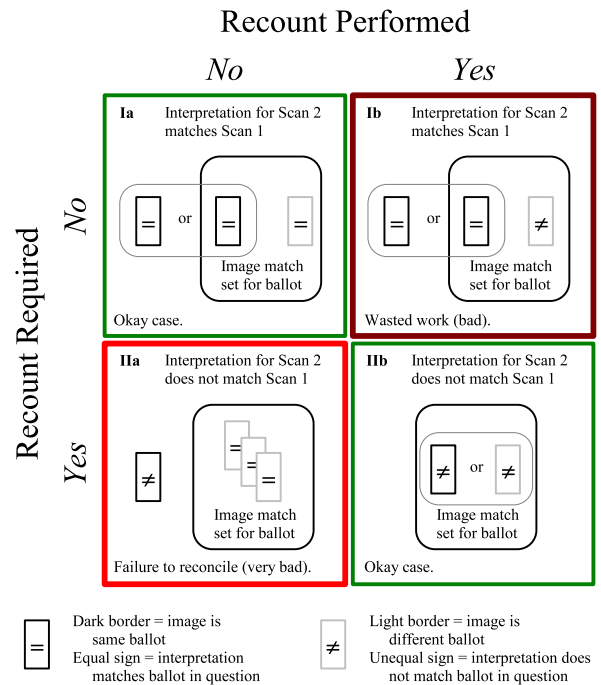 Recount Performed
No
Yes
Recount Required
No
Yes
Ia Interpretation for Scan 2
matches Scan 1
= or = =
Image match
set for ballot
Okay case.
Ib Interpretation for Scan 2
matches Scan 1
= or = ≠
Image match
set for ballot
Wasted work (bad).
IIa Interpretation for Scan 2
does not match Scan 1
≠ = = =
Image match
set for ballot
Failure to reconcile (very bad).
IIb Interpretation for Scan 2
does not match Scan 1
≠ or ≠
Image match
set for ballot
Okay case.
=
Dark border = image is
same ballot
Equal sign = interpretation
matches ballot in question
≠
Light border = image is
different ballot
Unequal sign = interpretation does
not match ballot in question